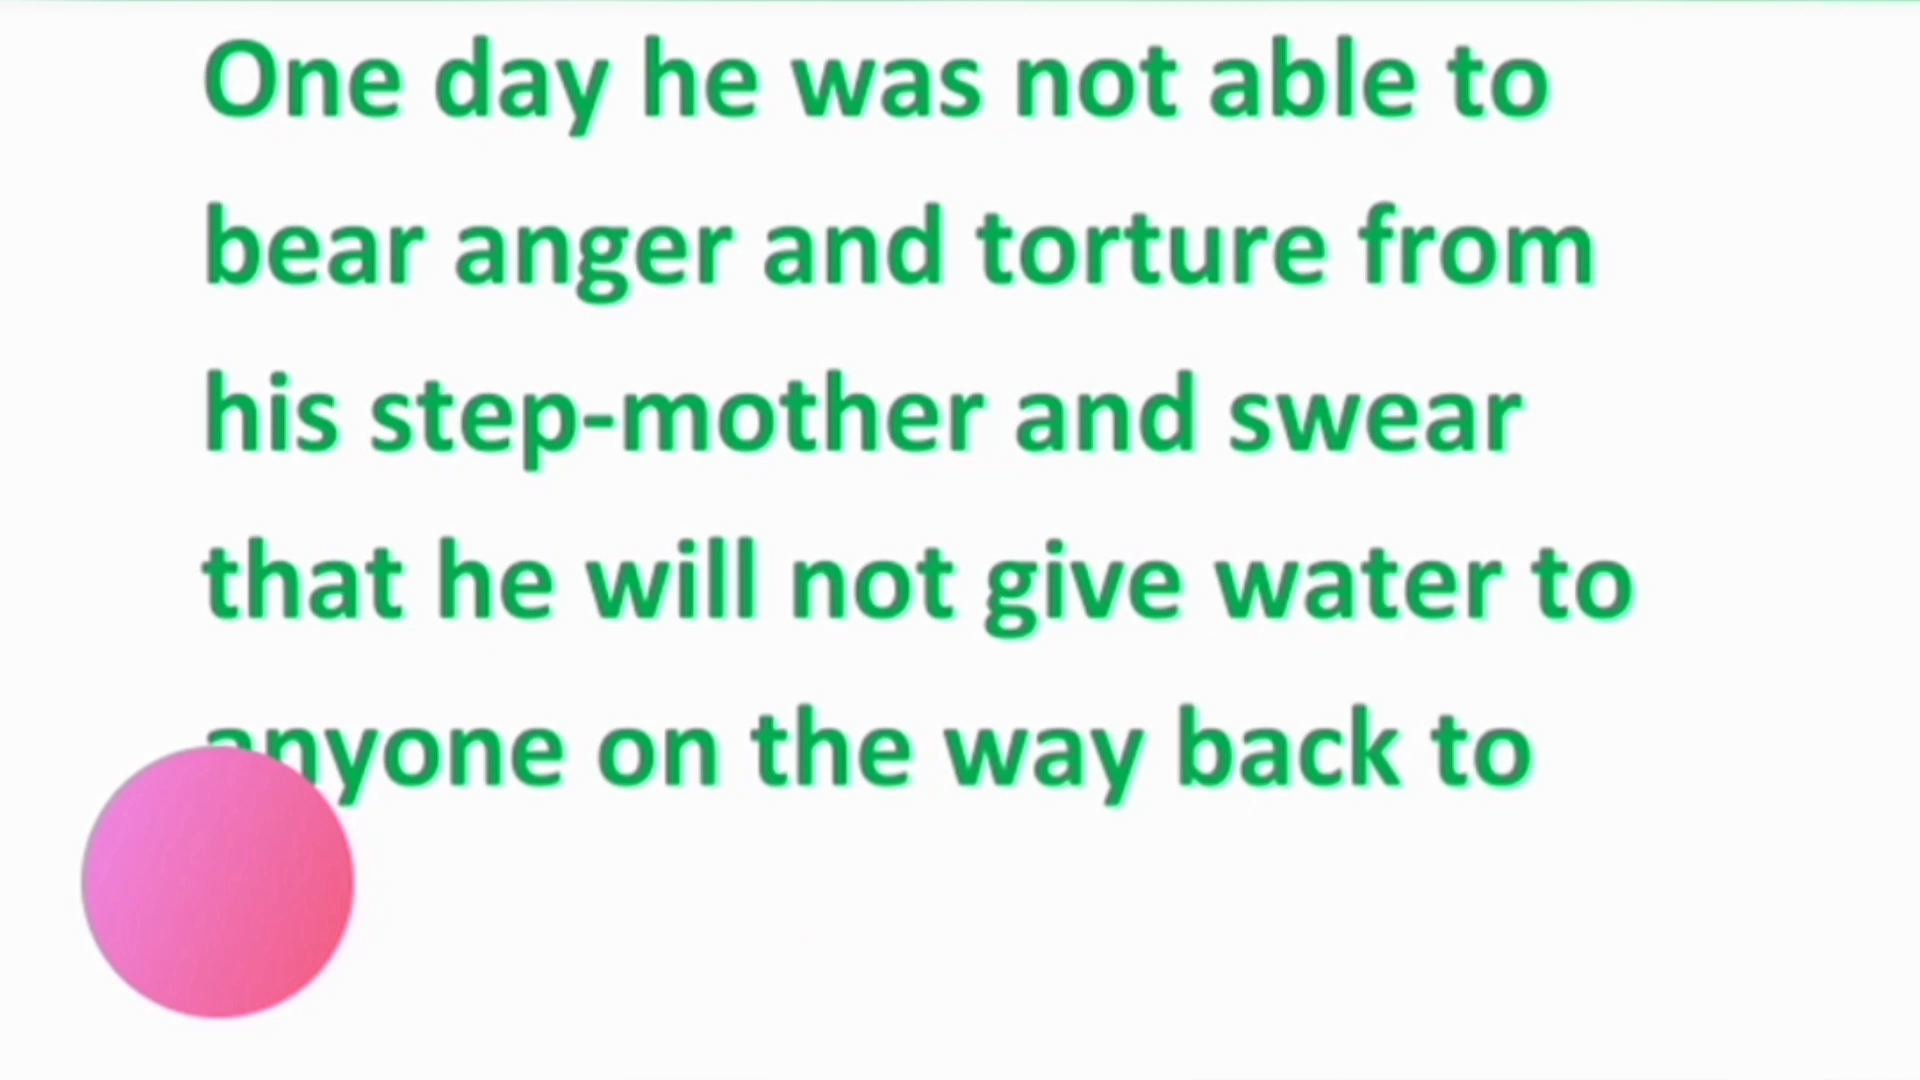 One day he was not able to
bear anger and torture from
his step-mother and swear
that he will not give water to
anyone on the way back to